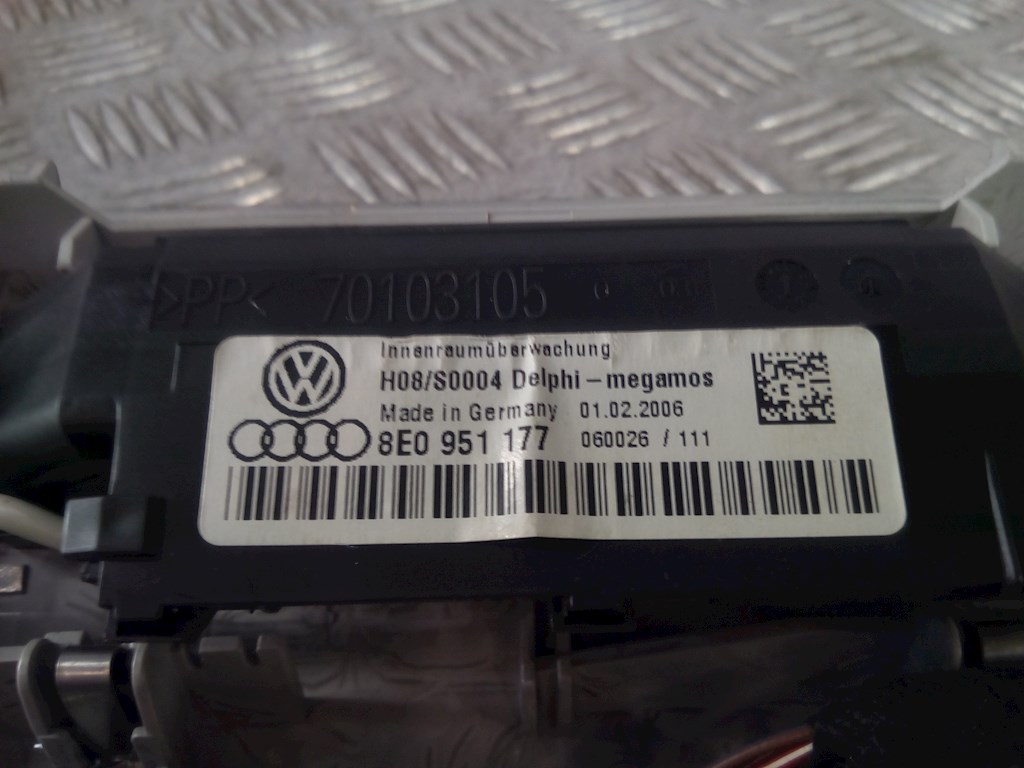 >PP< 70103105
Innenraumüberwachung
H08/S0004 Delphi-megamos
Made in Germany 01.02.2006
8E0 951 177 060026 / 111